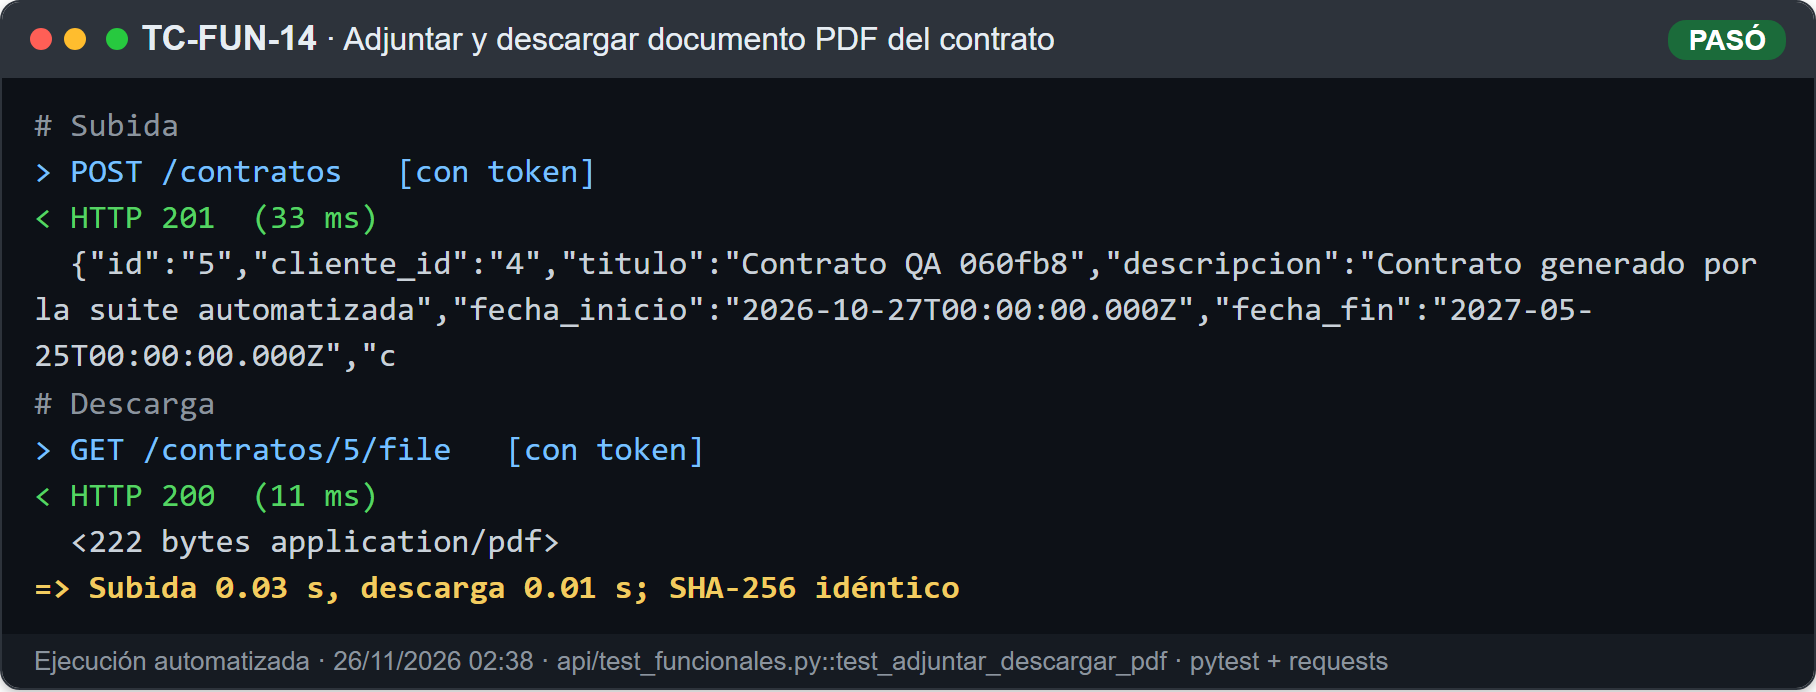 TC-FUN-14 · Adjuntar y descargar documento PDF del contrato
PASÓ
# Subida
> POST /contratos   [con token]
< HTTP 201  (33 ms)
{"id":"5","cliente_id":"4","titulo":"Contrato QA 060fb8","descripcion":"Contrato generado por
la suite automatizada","fecha_inicio":"2026-10-27T00:00:00.000Z","fecha_fin":"2027-05-
25T00:00:00.000Z","c
# Descarga
> GET /contratos/5/file   [con token]
< HTTP 200  (11 ms)
<222 bytes application/pdf>
=> Subida 0.03 s, descarga 0.01 s; SHA-256 idéntico
Ejecución automatizada · 26/11/2026 02:38 · api/test_funcionales.py::test_adjuntar_descargar_pdf · pytest + requests